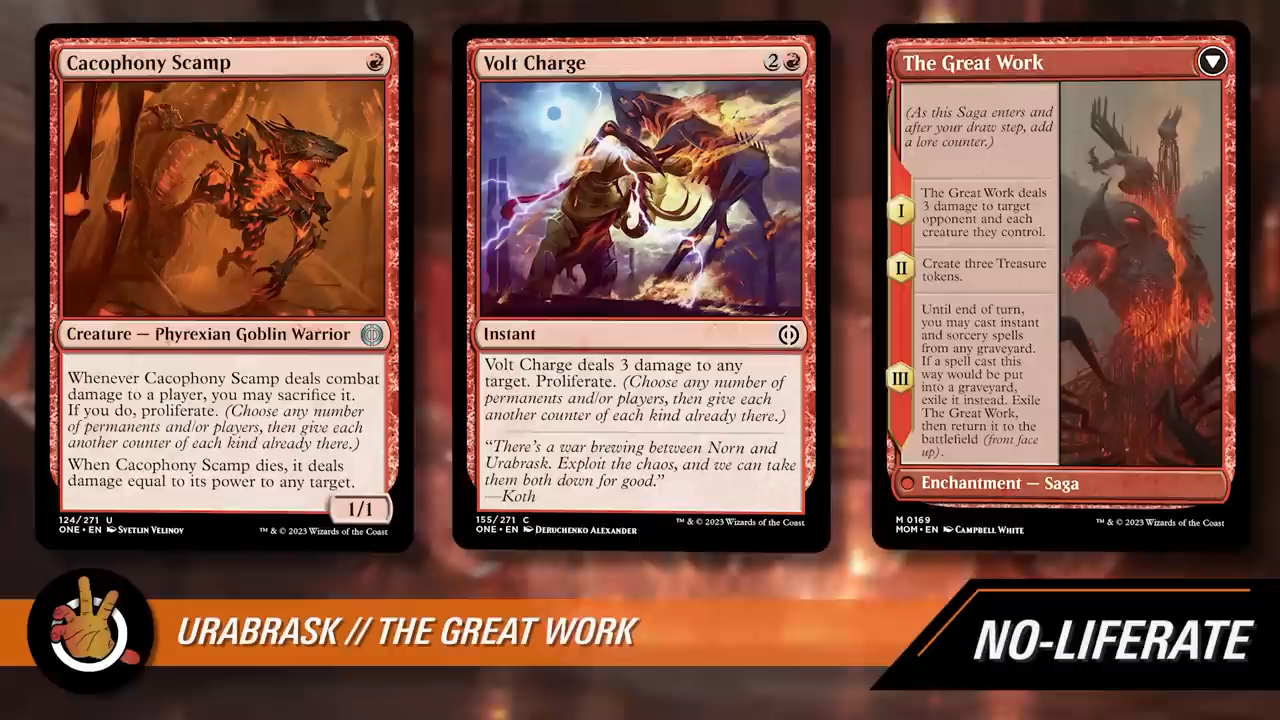 Cacophony Scamp
Creature — Phyrexian Goblin Warrior
Whenever Cacophony Scamp deals combat
damage to a player, you may sacrifice it.
If you do, proliferate. (Choose any number
of permanents and/or players, then give each
another counter of each kind already there.)
When Cacophony Scamp dies, it deals
damage equal to its power to any target.
1/1
124/271 U
ONE • EN Svetlin Velinov
™ & © 2023 Wizards of the Coast
Volt Charge 2
Instant
Volt Charge deals 3 damage to any
target. Proliferate. (Choose any number of
permanents and/or players, then give each
another counter of each kind already there.)
“There’s a war brewing between Norn and
Urabrask. Exploit the chaos, and we can take
them both down for good.”
—Koth
155/271 C
ONE • EN Deruchenko Alexander
™ & © 2023 Wizards of the Coast
The Great Work
(As this Saga enters and
after your draw step, add
a lore counter.)
I
The Great Work deals
3 damage to target
opponent and each
creature they control.
II
Create three Treasure
tokens.
III
Until end of turn,
you may cast instant
and sorcery spells
from any graveyard.
If a spell cast this
way would be put
into a graveyard,
exile it instead. Exile
The Great Work,
then return it to the
battlefield (front face
up).
Enchantment — Saga
M 0169
MOM • EN Campbell White
™ & © 2023 Wizards of the Coast
URABRASK // THE GREAT WORK
NO-LIFERATE